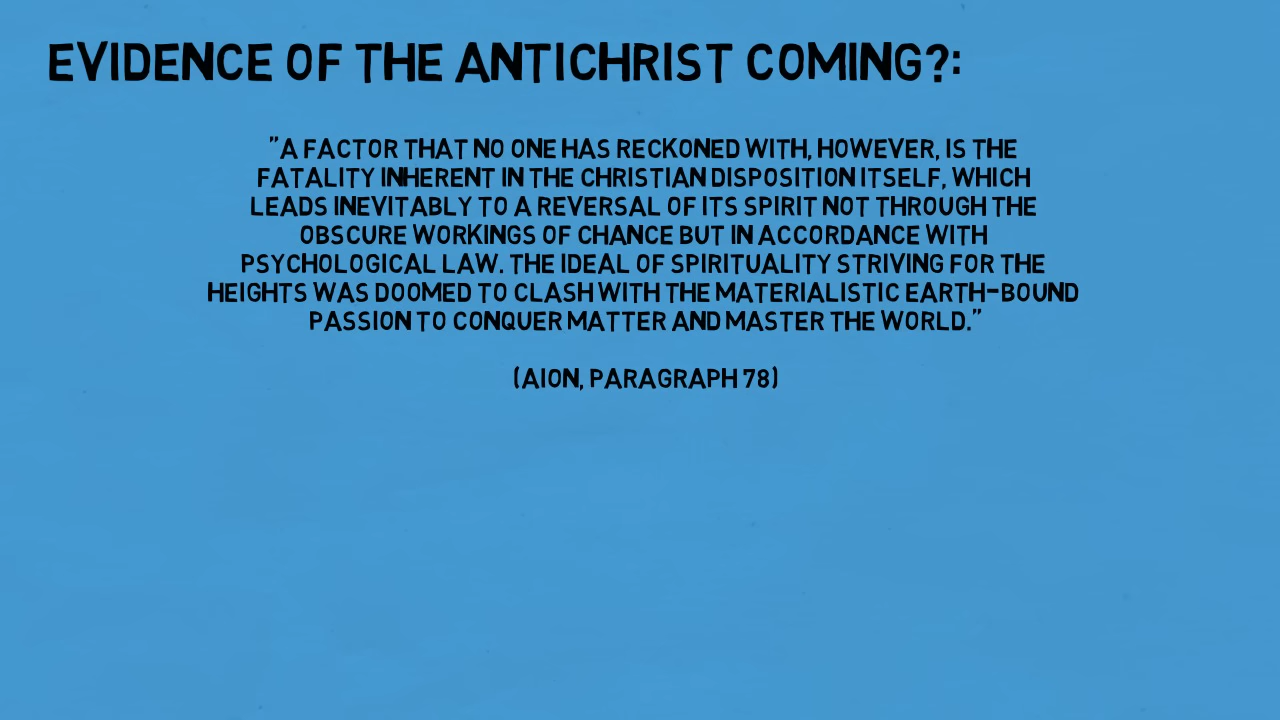 EVIDENCE OF THE ANTICHRIST COMING?:
"A FACTOR THAT NO ONE HAS RECKONED WITH, HOWEVER, IS THE
FATALITY INHERENT IN THE CHRISTIAN DISPOSITION ITSELF, WHICH
LEADS INEVITABLY TO A REVERSAL OF ITS SPIRIT NOT THROUGH THE
OBSCURE WORKINGS OF CHANCE BUT IN ACCORDANCE WITH
PSYCHOLOGICAL LAW. THE IDEAL OF SPIRITUALITY STRIVING FOR THE
HEIGHTS WAS DOOMED TO CLASH WITH THE MATERIALISTIC EARTH-BOUND
PASSION TO CONQUER MATTER AND MASTER THE WORLD."
(AION, PARAGRAPH 78)